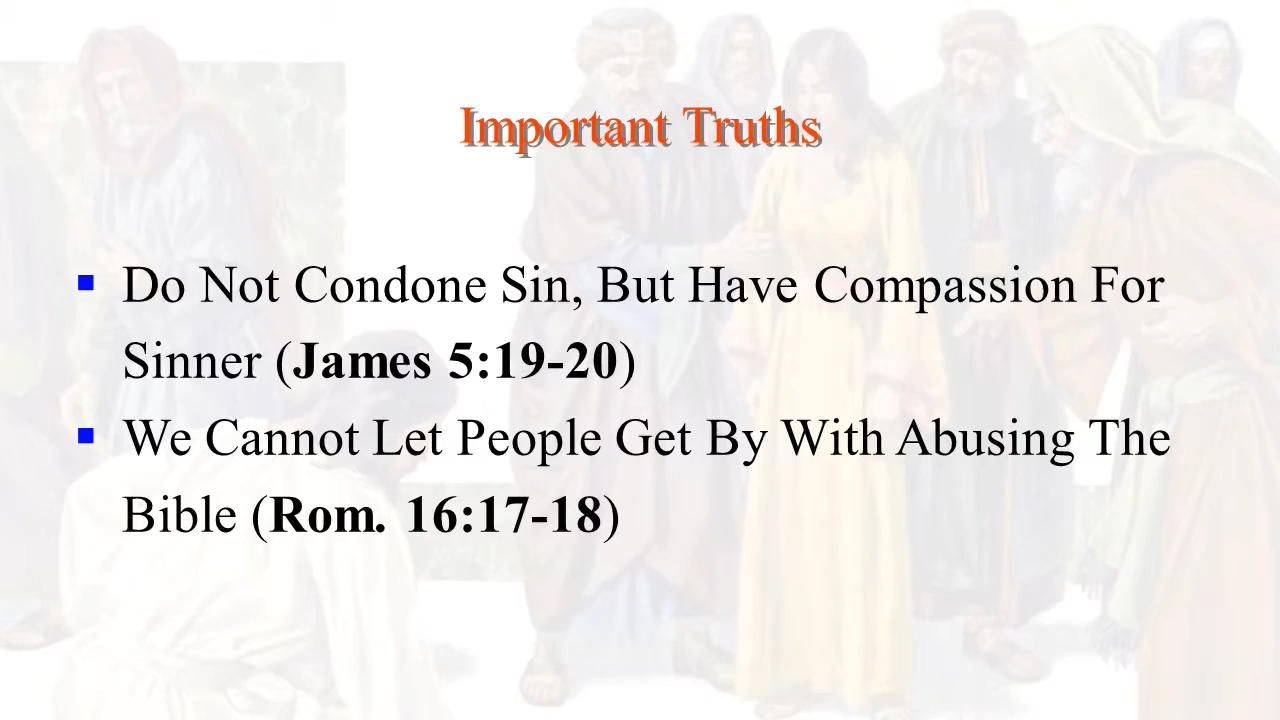 Important Truths
▪ Do Not Condone Sin, But Have Compassion For
Sinner (James 5:19-20)
▪ We Cannot Let People Get By With Abusing The
Bible (Rom. 16:17-18)